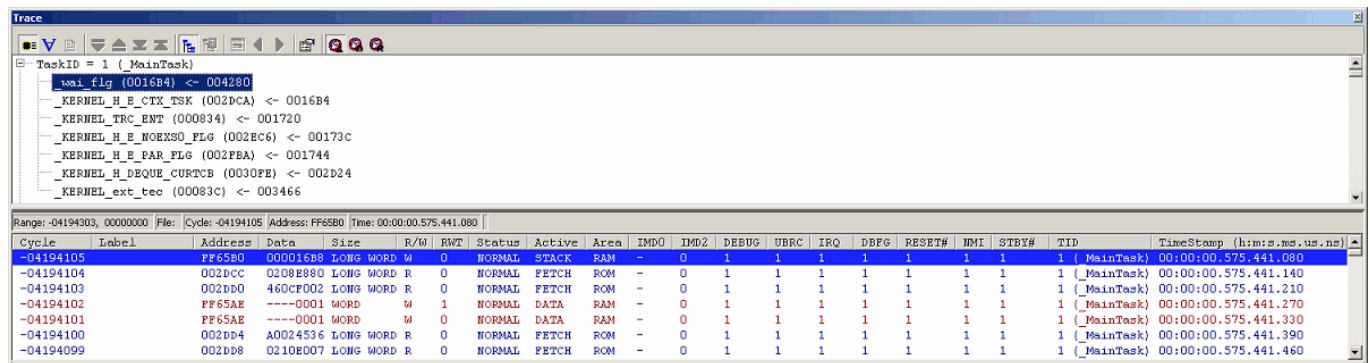 Trace
TaskID = 1 (_MainTask)
_wai_flg (0016B4) <- 004280
_KERNEL_H_E_CTX_TSK (002DCA) <- 0016B4
_KERNEL_TRC_ENT (000834) <- 001720
_KERNEL_H_E_NOEXS0_FLG (002EC6) <- 00173C
_KERNEL_H_E_PAR_FLG (002FBA) <- 001744
_KERNEL_H_DEQUE_CURTCB (0030FE) <- 002D24
_KERNEL_ext_tec (00083C) <- 003466
Range: -04194303, 00000000 File: Cycle: -04194105 Address: FF65B0 Time: 00:00:00.575.441.080
Cycle Label Address Data Size R/W RWT Status Active Area IMD0 IMD2 DEBUG UBRC IRQ DBFG RESET# NMI STBY# TID TimeStamp (h:m:s.ms.us.ns)
-04194105 FF65B0 000016B8 LONG WORD W 0 NORMAL STACK RAM - 0 1 1 1 1 1 1 1 1 (_MainTask) 00:00:00.575.441.080
-04194104 002DCC 0208E880 LONG WORD R 0 NORMAL FETCH ROM - 0 1 1 1 1 1 1 1 1 (_MainTask) 00:00:00.575.441.140
-04194103 002DD0 460CF002 LONG WORD R 0 NORMAL FETCH ROM - 0 1 1 1 1 1 1 1 1 (_MainTask) 00:00:00.575.441.210
-04194102 FF65AE ----0001 WORD W 1 NORMAL DATA RAM - 0 1 1 1 1 1 1 1 1 (_MainTask) 00:00:00.575.441.270
-04194101 FF65AE ----0001 WORD W 0 NORMAL DATA RAM - 0 1 1 1 1 1 1 1 1 (_MainTask) 00:00:00.575.441.330
-04194100 002DD4 A0024536 LONG WORD R 0 NORMAL FETCH ROM - 0 1 1 1 1 1 1 1 1 (_MainTask) 00:00:00.575.441.390
-04194099 002DD8 0210E007 LONG WORD R 0 NORMAL FETCH ROM - 0 1 1 1 1 1 1 1 1 (_MainTask) 00:00:00.575.441.460